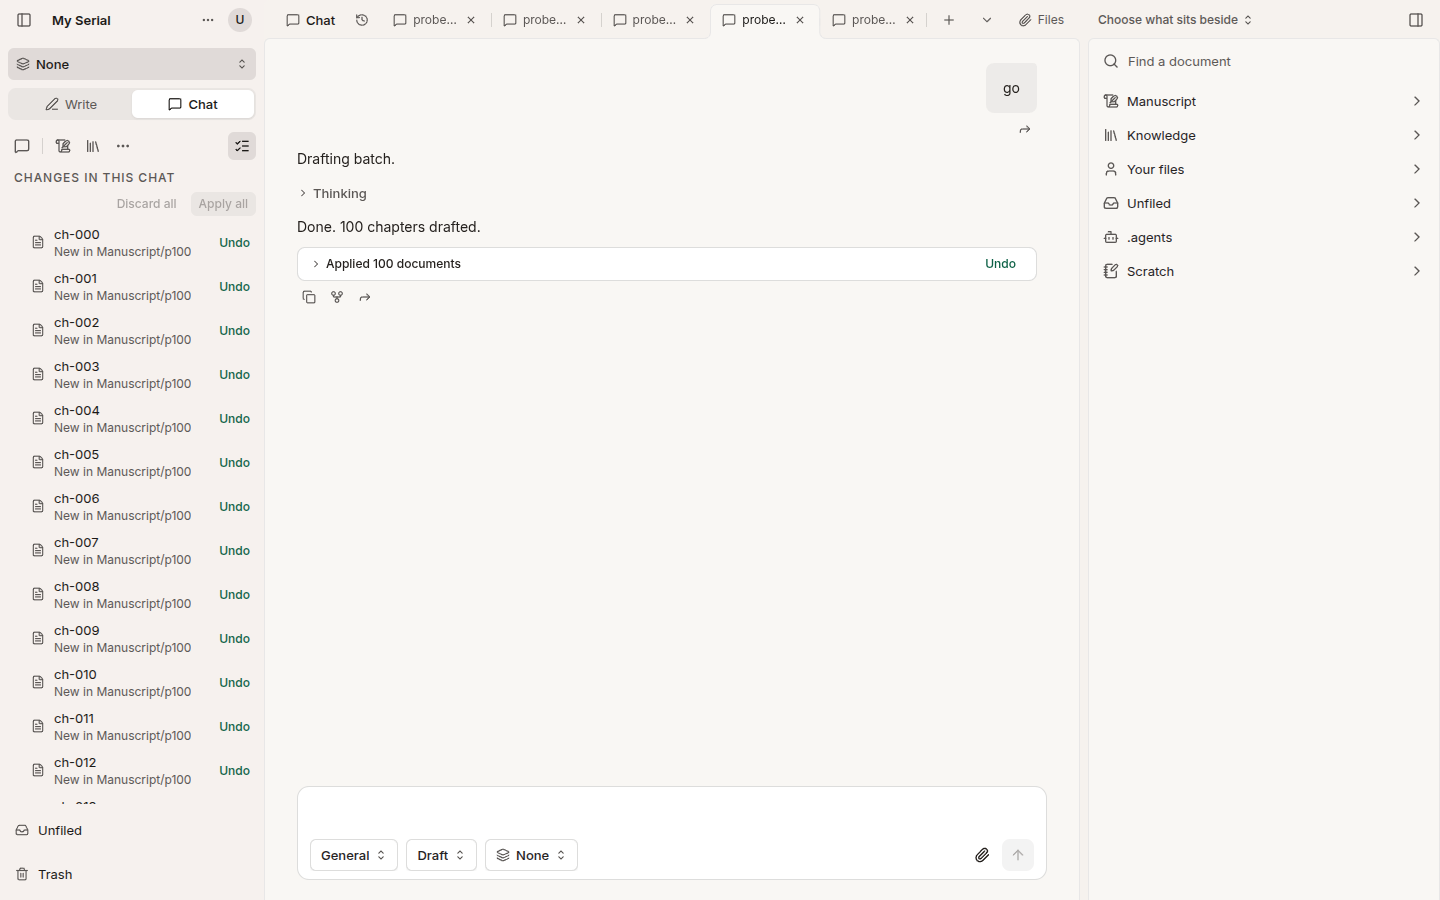 My Serial
U
None
Write
Chat
CHANGES IN THIS CHAT
Discard all
Apply all
ch-000
New in Manuscript/p100
Undo
ch-001
New in Manuscript/p100
Undo
ch-002
New in Manuscript/p100
Undo
ch-003
New in Manuscript/p100
Undo
ch-004
New in Manuscript/p100
Undo
ch-005
New in Manuscript/p100
Undo
ch-006
New in Manuscript/p100
Undo
ch-007
New in Manuscript/p100
Undo
ch-008
New in Manuscript/p100
Undo
ch-009
New in Manuscript/p100
Undo
ch-010
New in Manuscript/p100
Undo
ch-011
New in Manuscript/p100
Undo
ch-012
New in Manuscript/p100
Undo
Unfiled
Trash
Chat
probe...
probe...
probe...
probe...
probe...
Files
go
Drafting batch.
Thinking
Done. 100 chapters drafted.
Applied 100 documents
Undo
General
Draft
None
Choose what sits beside
Find a document
Manuscript
Knowledge
Your files
Unfiled
.agents
Scratch